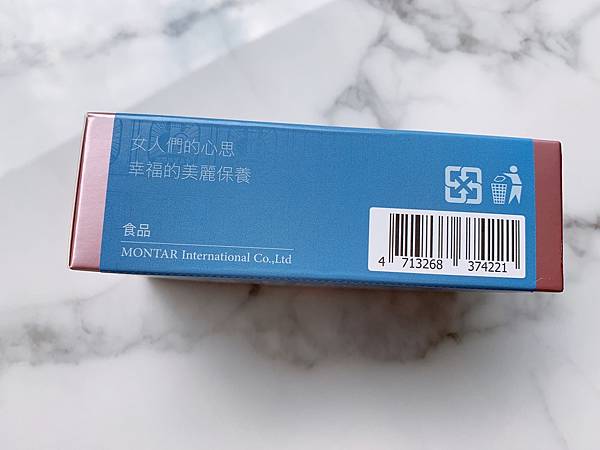 女人們的心思
幸福的美麗保養
食品
MONTAR International Co.,Ltd
4 713268 374221